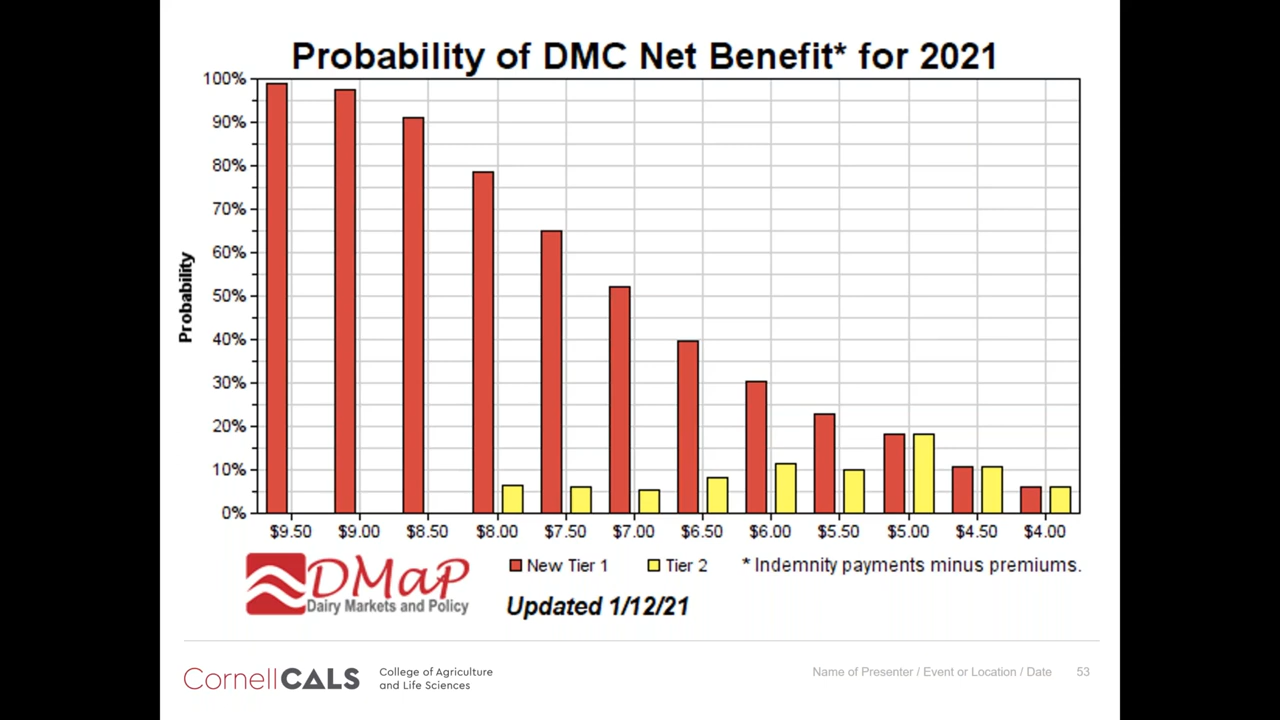 Probability of DMC Net Benefit* for 2021
100%
90%
80%
70%
60%
50%
40%
30%
20%
10%
0%
Probability
$9.50 $9.00 $8.50 $8.00 $7.50 $7.00 $6.50 $6.00 $5.50 $5.00 $4.50 $4.00
New Tier 1 Tier 2 * Indemnity payments minus premiums.
DMaP
Dairy Markets and Policy
Updated 1/12/21
CornellCALS
College of Agriculture
and Life Sciences
Name of Presenter / Event or Location / Date 53